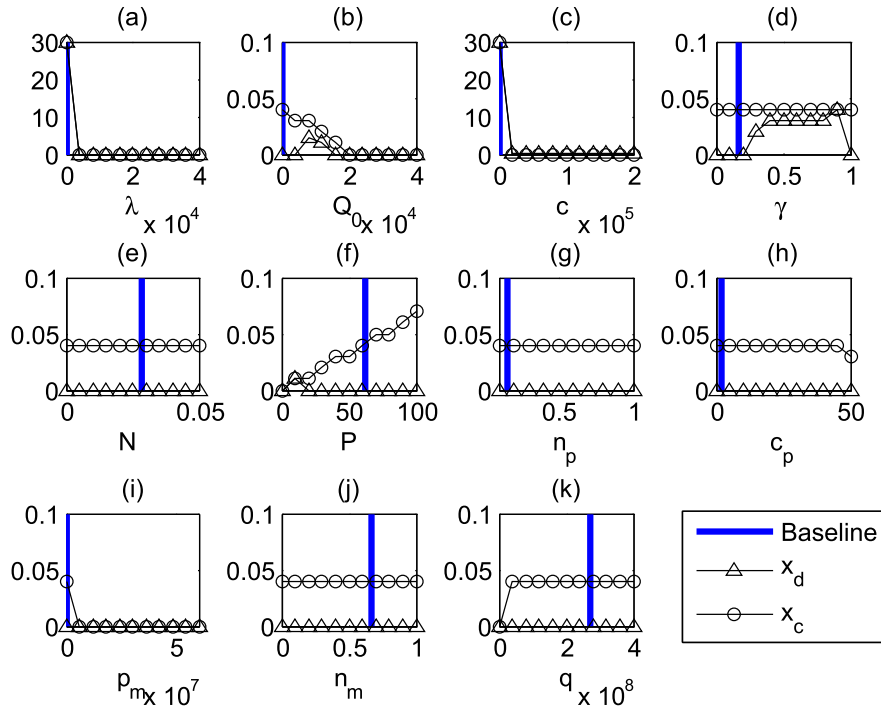 (a) (b) (c) (d)
30 0.1 30 0.1
20 0.05 20 0.05
10 10
0 0 0 0
0 2 4 0 2 4 0 1 2 0 0.5 1
λ x 10⁴ Q₀ x 10⁴ c x 10⁵ γ
(e) (f) (g) (h)
0.1 0.1 0.1 0.1
0.05 0.05 0.05 0.05
0 0 0 0
0 0.05 0 50 100 0.5 1 0 50
N P n_p c_p
(i) (j) (k)
0.1 0.1 0.1
0.05 0.05 0.05
0 0 0
0 5 0 0.5 1 0 2 4
p_m x 10⁷ n_m q x 10⁸
Baseline
x_d
x_c